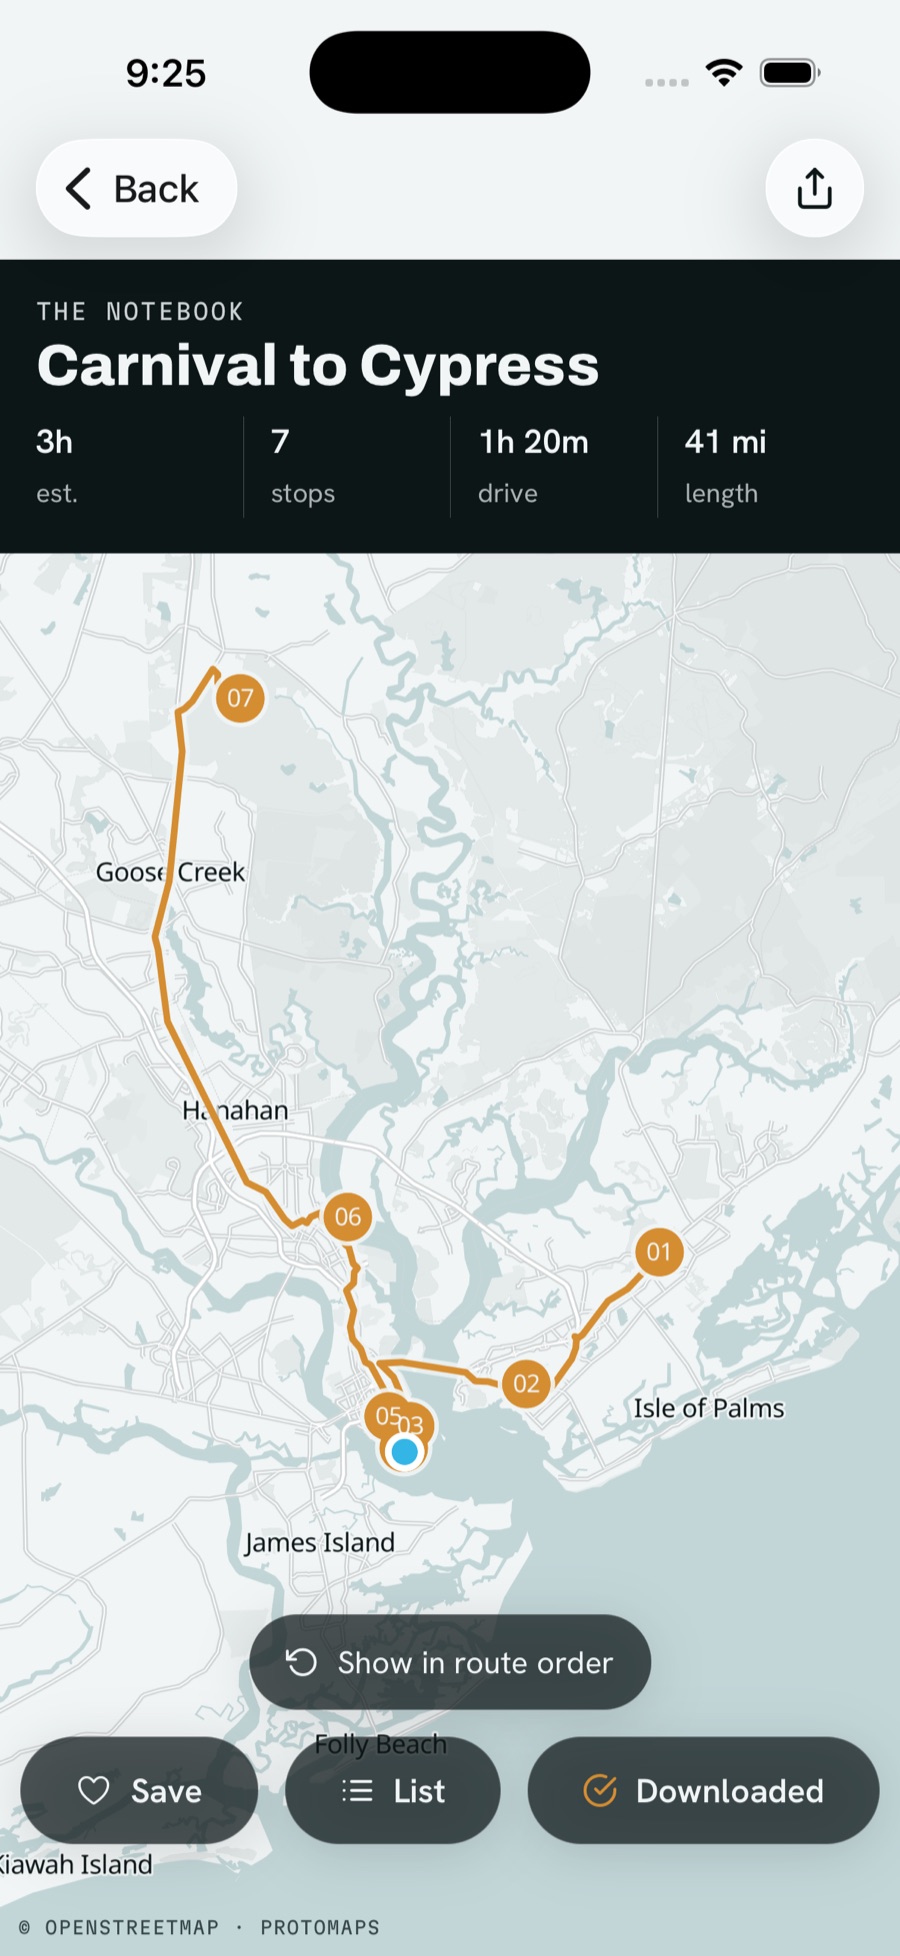 9:25
Back
THE NOTEBOOK
Carnival to Cypress
3h
est.
7
stops
1h 20m
drive
41 mi
length
07
Goose Creek
Hanahan
06
01
02
Isle of Palms
05
03
James Island
Show in route order
Folly Beach
Save
List
Downloaded
Kiawah Island
© OPENSTREETMAP · PROTOMAPS